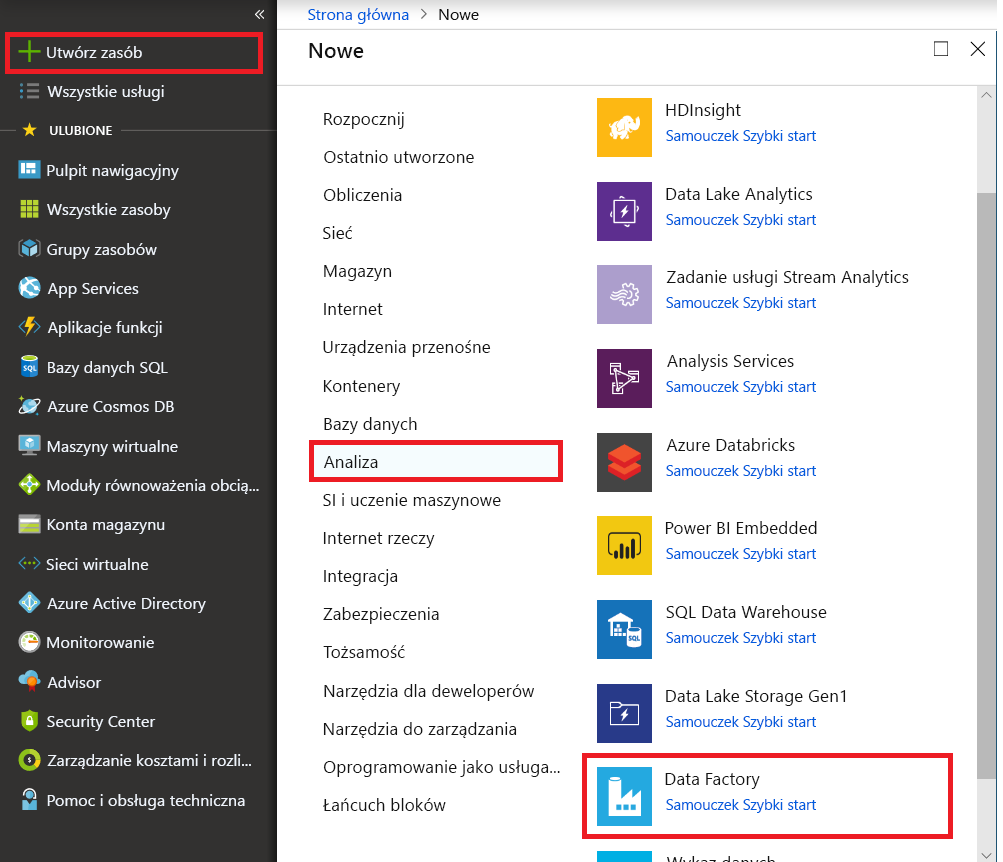 «
Utwórz zasób
Wszystkie usługi
ULUBIONE
Pulpit nawigacyjny
Wszystkie zasoby
Grupy zasobów
App Services
Aplikacje funkcji
Bazy danych SQL
Azure Cosmos DB
Maszyny wirtualne
Moduły równoważenia obcią...
Konta magazynu
Sieci wirtualne
Azure Active Directory
Monitorowanie
Advisor
Security Center
Zarządzanie kosztami i rozli...
Pomoc i obsługa techniczna
Strona główna > Nowe
Nowe
Rozpocznij
Ostatnio utworzone
Obliczenia
Sieć
Magazyn
Internet
Urządzenia przenośne
Kontenery
Bazy danych
Analiza
SI i uczenie maszynowe
Internet rzeczy
Integracja
Zabezpieczenia
Tożsamość
Narzędzia dla deweloperów
Narzędzia do zarządzania
Oprogramowanie jako usługa...
Łańcuch bloków
HDInsight
Samouczek Szybki start
Data Lake Analytics
Samouczek Szybki start
Zadanie usługi Stream Analytics
Samouczek Szybki start
Analysis Services
Samouczek Szybki start
Azure Databricks
Samouczek Szybki start
Power BI Embedded
Samouczek Szybki start
SQL Data Warehouse
Samouczek Szybki start
Data Lake Storage Gen1
Samouczek Szybki start
Data Factory
Samouczek Szybki start
Wykaz danych